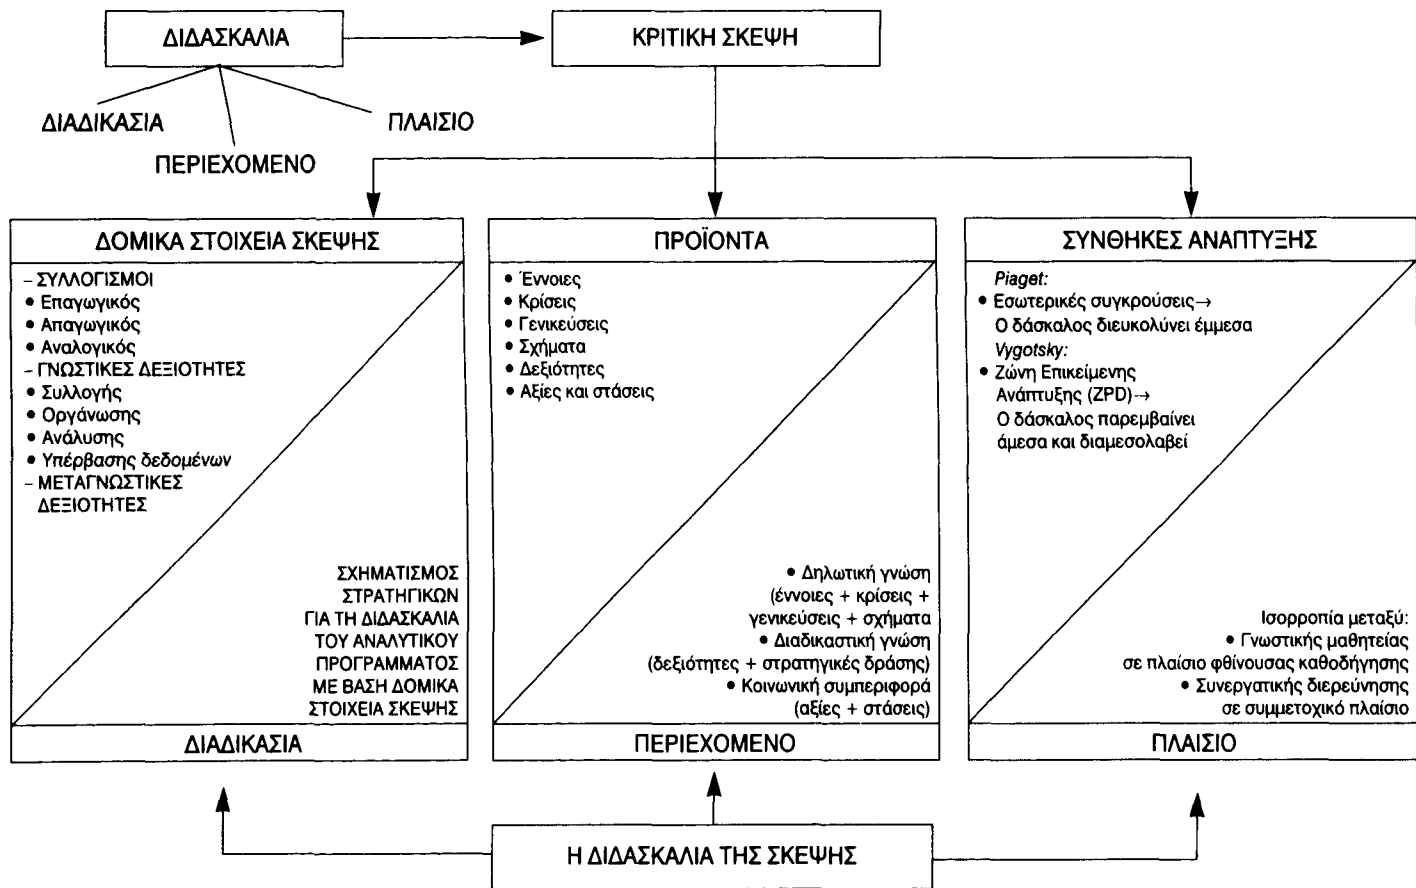 ΔΙΔΑΣΚΑΛΙΑ
ΚΡΙΤΙΚΗ ΣΚΕΨΗ
ΔΙΑΔΙΚΑΣΙΑ
ΠΛΑΙΣΙΟ
ΠΕΡΙΕΧΟΜΕΝΟ
ΔΟΜΙΚΑ ΣΤΟΙΧΕΙΑ ΣΚΕΨΗΣ
– ΣΥΛΛΟΓΙΣΜΟΙ
• Επαγωγικός
• Απαγωγικός
• Αναλογικός
– ΓΝΩΣΤΙΚΕΣ ΔΕΞΙΟΤΗΤΕΣ
• Συλλογής
• Οργάνωσης
• Ανάλυσης
• Υπέρβασης δεδομένων
– ΜΕΤΑΓΝΩΣΤΙΚΕΣ
ΔΕΞΙΟΤΗΤΕΣ
ΣΧΗΜΑΤΙΣΜΟΣ
ΣΤΡΑΤΗΓΙΚΩΝ
ΓΙΑ ΤΗ ΔΙΔΑΣΚΑΛΙΑ
ΤΟΥ ΑΝΑΛΥΤΙΚΟΥ
ΠΡΟΓΡΑΜΜΑΤΟΣ
ΜΕ ΒΑΣΗ ΔΟΜΙΚΑ
ΣΤΟΙΧΕΙΑ ΣΚΕΨΗΣ
ΔΙΑΔΙΚΑΣΙΑ
ΠΡΟΪΟΝΤΑ
• Έννοιες
• Κρίσεις
• Γενικεύσεις
• Σχήματα
• Δεξιότητες
• Αξίες και στάσεις
• Δηλωτική γνώση
(έννοιες + κρίσεις +
γενικεύσεις + σχήματα
• Διαδικαστική γνώση
(δεξιότητες + στρατηγικές δράσης)
• Κοινωνική συμπεριφορά
(αξίες + στάσεις)
ΠΕΡΙΕΧΟΜΕΝΟ
ΣΥΝΘΗΚΕΣ ΑΝΑΠΤΥΞΗΣ
Piaget:
• Εσωτερικές συγκρούσεις→
Ο δάσκαλος διευκολύνει έμμεσα
Vygotsky:
• Ζώνη Επικείμενης
Ανάπτυξης (ZPD)→
Ο δάσκαλος παρεμβαίνει
άμεσα και διαμεσολαβεί
Ισορροπία μεταξύ:
• Γνωστικής μαθητείας
σε πλαίσιο φθίνουσας καθοδήγησης
• Συνεργατικής διερεύνησης
σε συμμετοχικό πλαίσιο
ΠΛΑΙΣΙΟ
Η ΔΙΔΑΣΚΑΛΙΑ ΤΗΣ ΣΚΕΨΗΣ